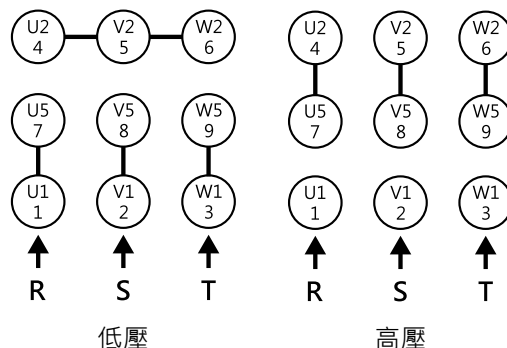 U2 V2 W2 U2 V2 W2
4 5 6 4 5 6
U5 V5 W5 U5 V5 W5
7 8 9 7 8 9
U1 V1 W1 U1 V1 W1
1 2 3 1 2 3
R S T R S T
低壓 高壓